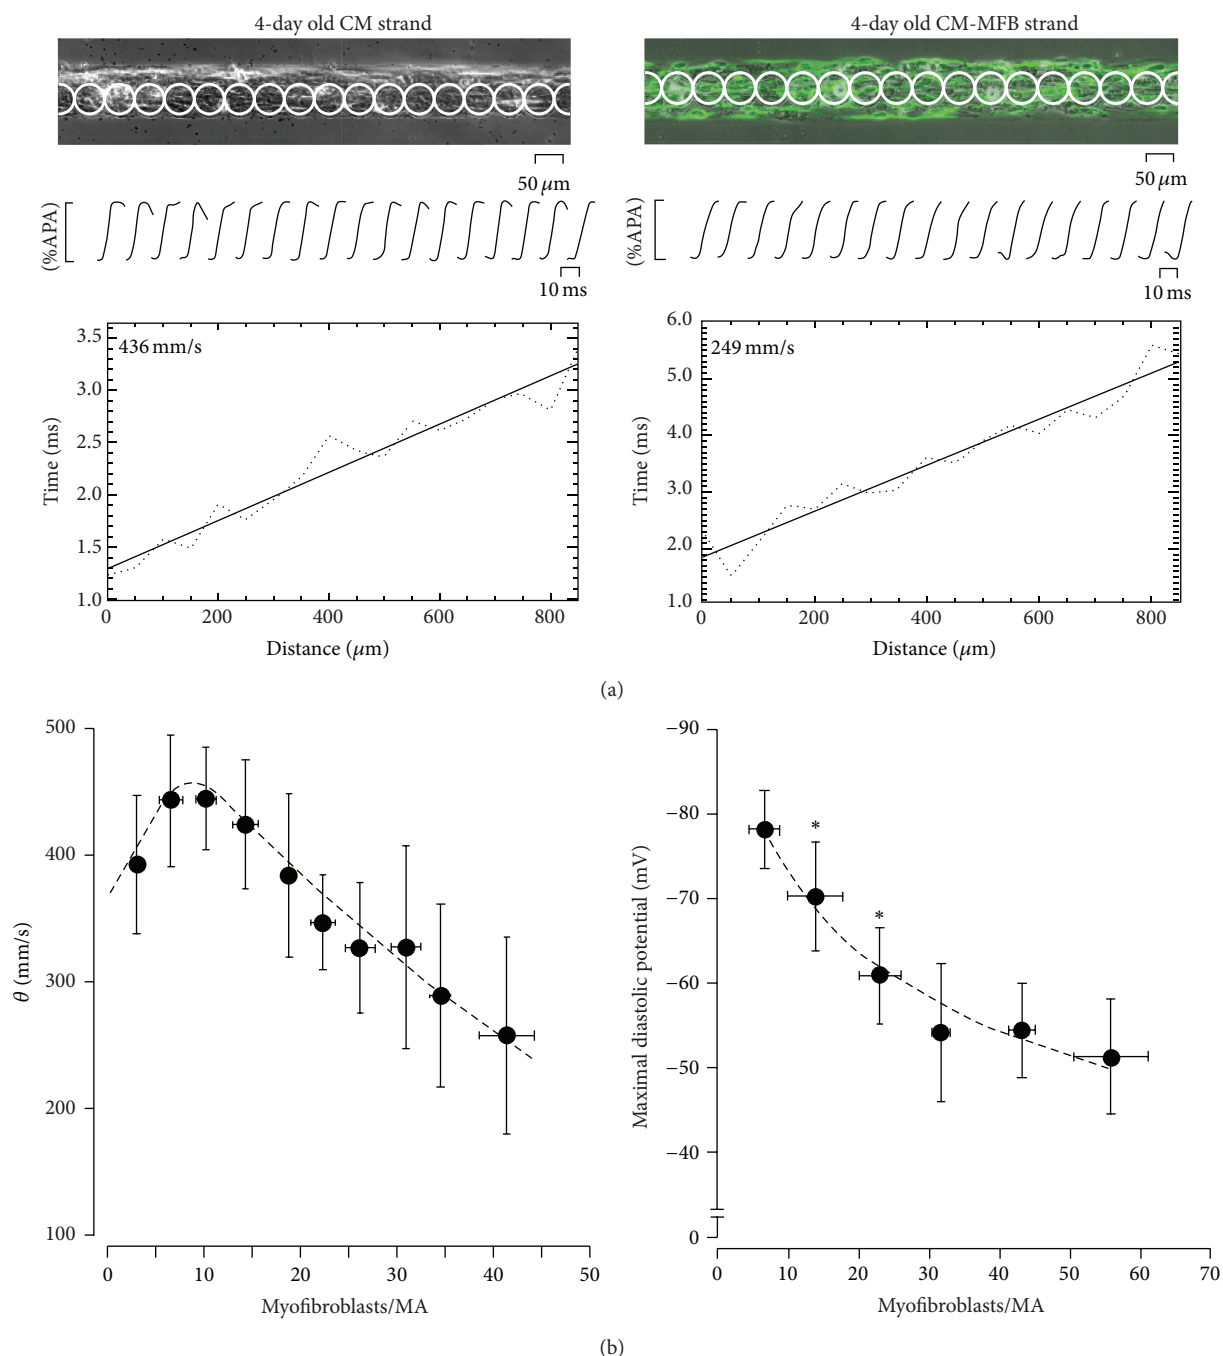 4-day old CM strand
4-day old CM-MFB strand
50 μm
50 μm
(%APA)
(%APA)
10 ms
10 ms
436 mm/s
249 mm/s
Time (ms)
3.5
3.0
2.5
2.0
1.5
1.0
0 200 400 600 800
Distance (μm)
Time (ms)
6.0
5.0
4.0
3.0
2.0
1.0
0 200 400 600 800
Distance (μm)
(a)
θ (mm/s)
500
400
300
200
100
0 10 20 30 40 50
Myofibroblasts/MA
Maximal diastolic potential (mV)
−90
−80
−70
−60
−50
−40
0
*
*
0 10 20 30 40 50 60 70
Myofibroblasts/MA
(b)